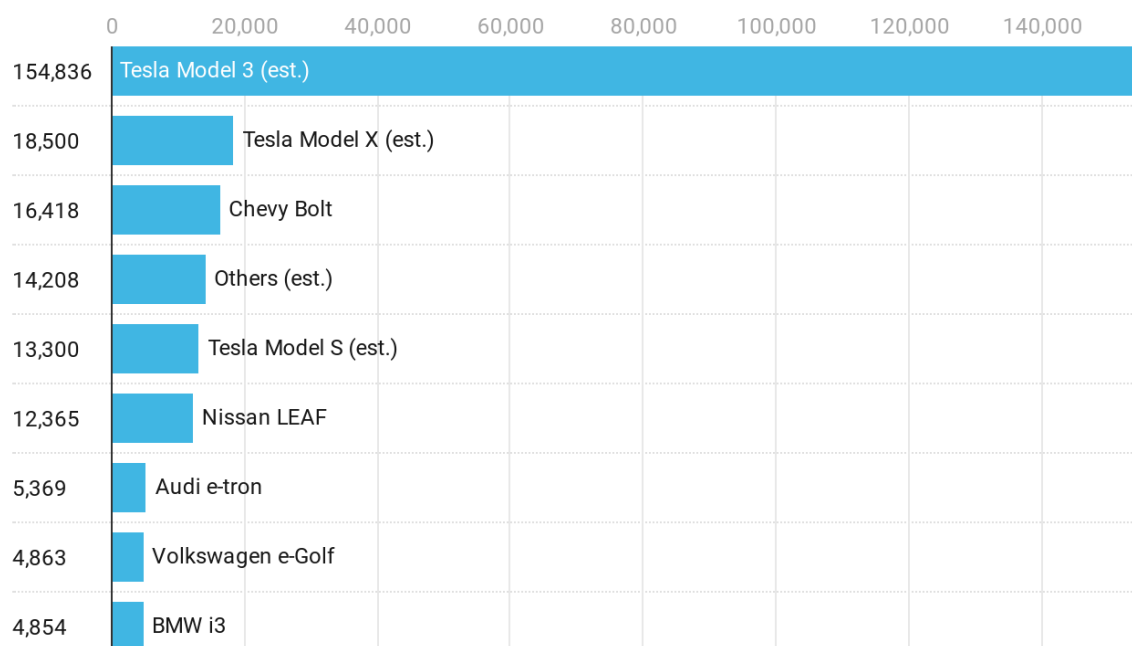 0 20,000 40,000 60,000 80,000 100,000 120,000 140,000
154,836 Tesla Model 3 (est.)
18,500 Tesla Model X (est.)
16,418 Chevy Bolt
14,208 Others (est.)
13,300 Tesla Model S (est.)
12,365 Nissan LEAF
5,369 Audi e-tron
4,863 Volkswagen e-Golf
4,854 BMW i3